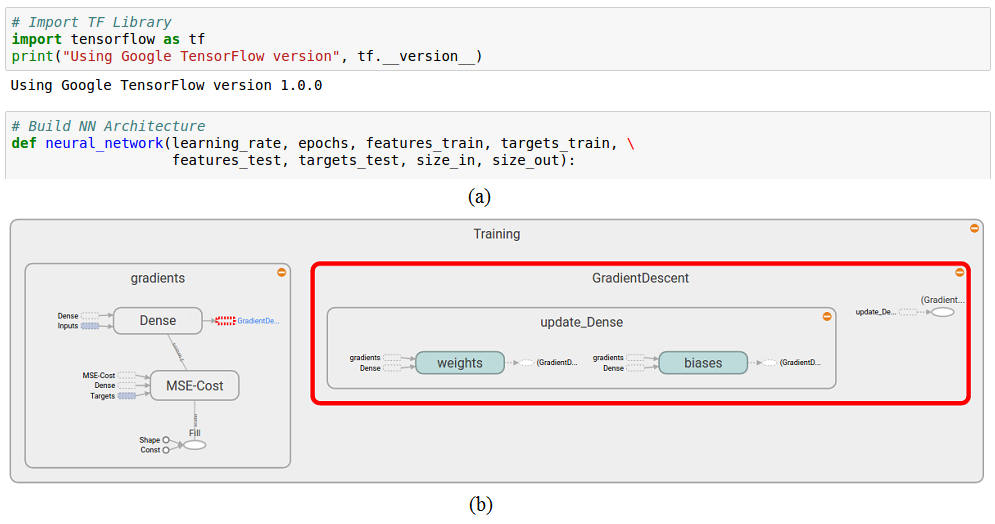 # Import TF Library
import tensorflow as tf
print("Using Google TensorFlow version", tf.__version__)
Using Google TensorFlow version 1.0.0
# Build NN Architecture
def neural_network(learning_rate, epochs, features_train, targets_train, \
features_test, targets_test, size_in, size_out):
(a)
Training
gradients
Dense
Inputs
Dense
GradientDe...
MSE-Cost
Dense
Targets
MSE-Cost
Fill
Shape
Const
GradientDescent
update_Dense
gradients
Dense
weights
(GradientD...
gradients
Dense
biases
(GradientD...
update_De...
(Gradient...
(b)